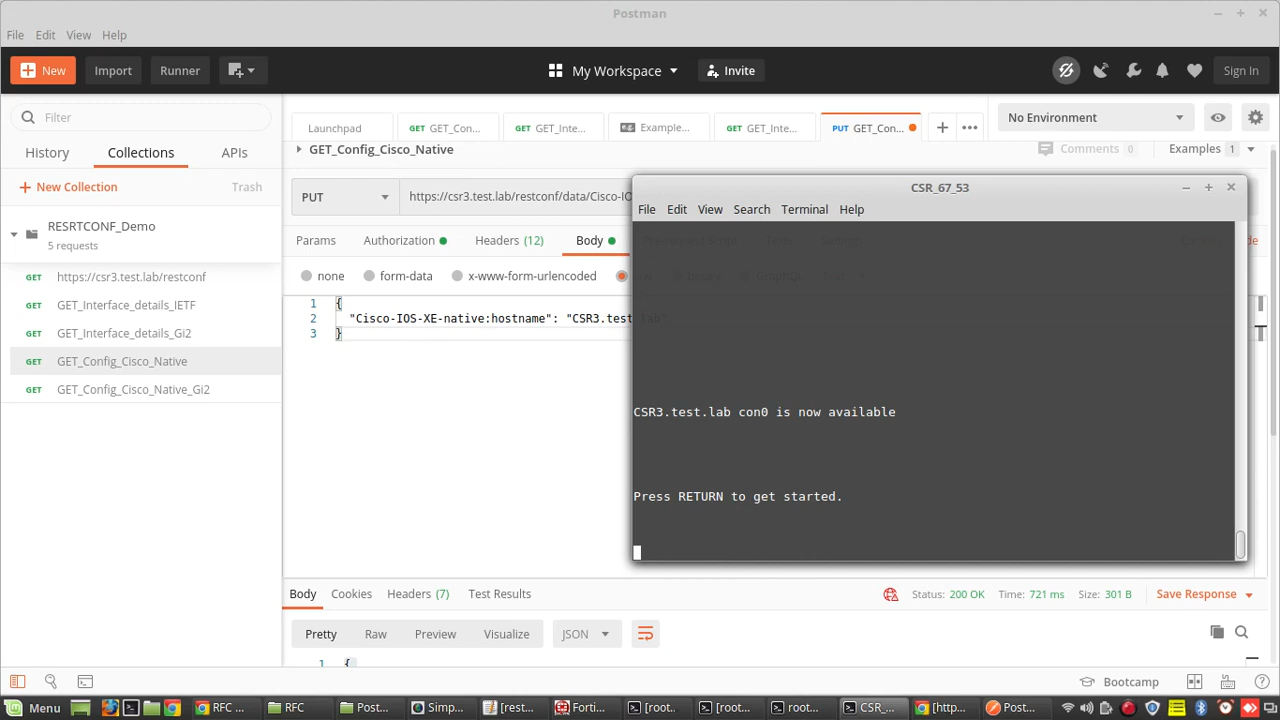 Postman
File Edit View Help
New Import Runner My Workspace Invite Sign In
Filter
History Collections APIs
New Collection Trash
RESRTCONF_Demo
5 requests
GET https://csr3.test.lab/restconf
GET GET_Interface_details_IETF
GET GET_Interface_details_Gi2
GET GET_Config_Cisco_Native
GET GET_Config_Cisco_Native_Gi2
Launchpad GET GET_Con... GET GET_Inte... Example... GET GET_Inte... PUT GET_Con... No Environment
GET_Config_Cisco_Native Comments 0 Examples 1
PUT https://csr3.test.lab/restconf/data/Cisco-IO
Params Authorization Headers (12) Body
none form-data x-www-form-urlencoded
1 {
2 "Cisco-IOS-XE-native:hostname": "CSR3.test.lab"
3 }
CSR_67_53
File Edit View Search Terminal Help
CSR3.test.lab con0 is now available
Press RETURN to get started.
Body Cookies Headers (7) Test Results Status: 200 OK Time: 721 ms Size: 301 B Save Response
Pretty Raw Preview Visualize JSON
1 {
Bootcamp
Menu RFC ... RFC Post... Simp... [rest... Forti... [root... [root... root... CSR_... [http... Post...